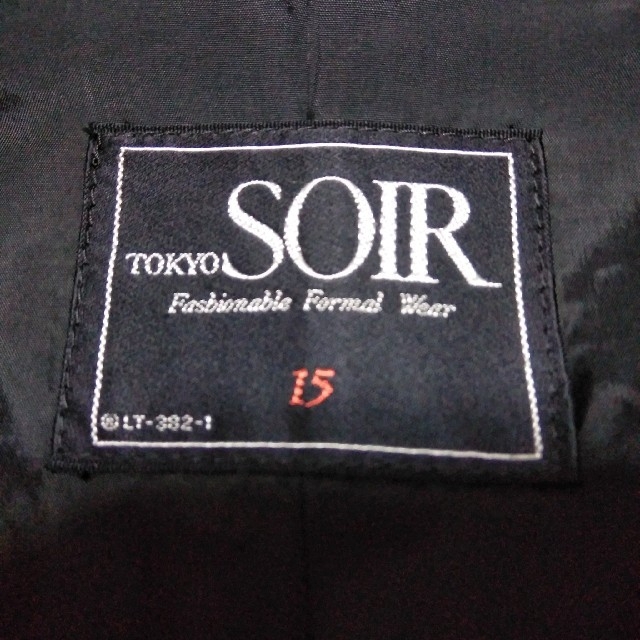 TOKYO SOIR
Fashionable Formal Wear
15
©LT-382-1